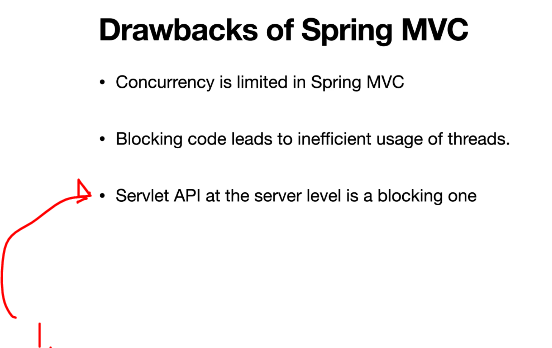 Drawbacks of Spring MVC
• Concurrency is limited in Spring MVC
• Blocking code leads to inefficient usage of threads.
• Servlet API at the server level is a blocking one